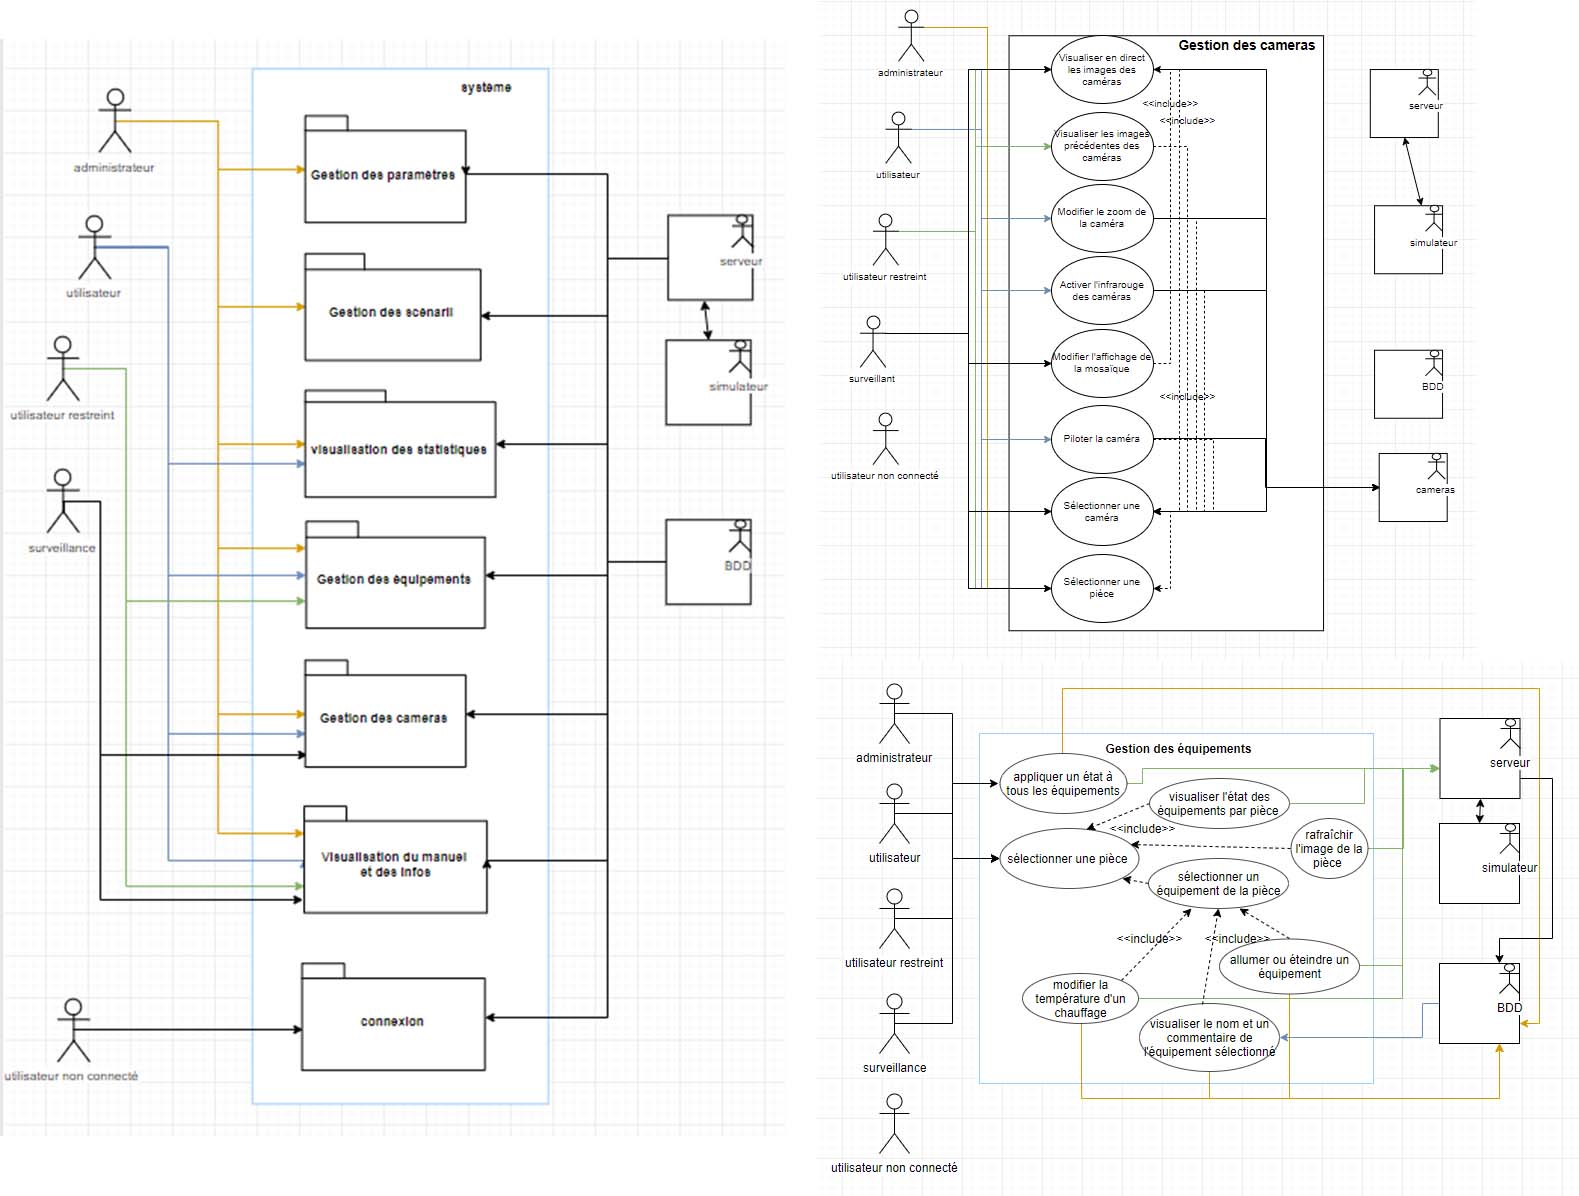 système
administrateur
Gestion des paramètres
utilisateur
serveur
Gestion des scénarii
utilisateur restreint
simulateur
visualisation des statistiques
surveillance
Gestion des équipements
BDD
Gestion des cameras
Visualisation du manuel
et des infos
connexion
utilisateur non connecté
Gestion des cameras
administrateur
Visualiser en direct
les images des
caméras
serveur
<<include>>
<<include>>
utilisateur
Visualiser les images
précédentes des
caméras
Modifier le zoom de
la caméra
simulateur
utilisateur restreint
Activer l'infrarouge
des caméras
surveillant
Modifier l'affichage de
la mosaïque
BDD
<<include>>
Piloter la caméra
utilisateur non connecté
cameras
Sélectionner une
caméra
Sélectionner une
pièce
Gestion des équipements
administrateur
serveur
appliquer un état à
tous les équipements
visualiser l'état des
équipements par pièce
<<include>>
utilisateur
sélectionner une pièce
rafraîchir
l'image de la
pièce
simulateur
sélectionner un
équipement de la pièce
<<include>>
<<include>>
utilisateur restreint
allumer ou éteindre un
équipement
modifier la
température d'un
chauffage
BDD
visualiser le nom et un
commentaire de
l'équipement sélectionné
surveillance
utilisateur non connecté